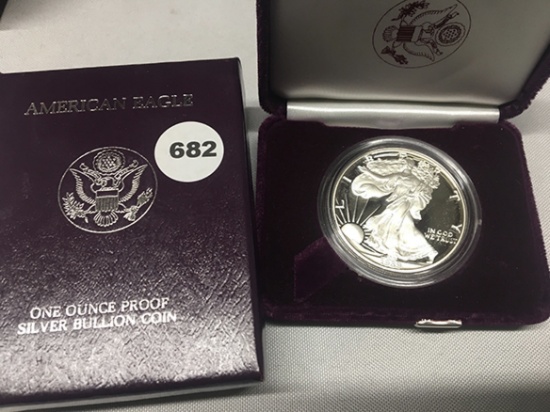 AMERICAN EAGLE
682
ONE OUNCE PROOF
SILVER BULLION COIN
LIBERTY
IN GOD
WE TRUST